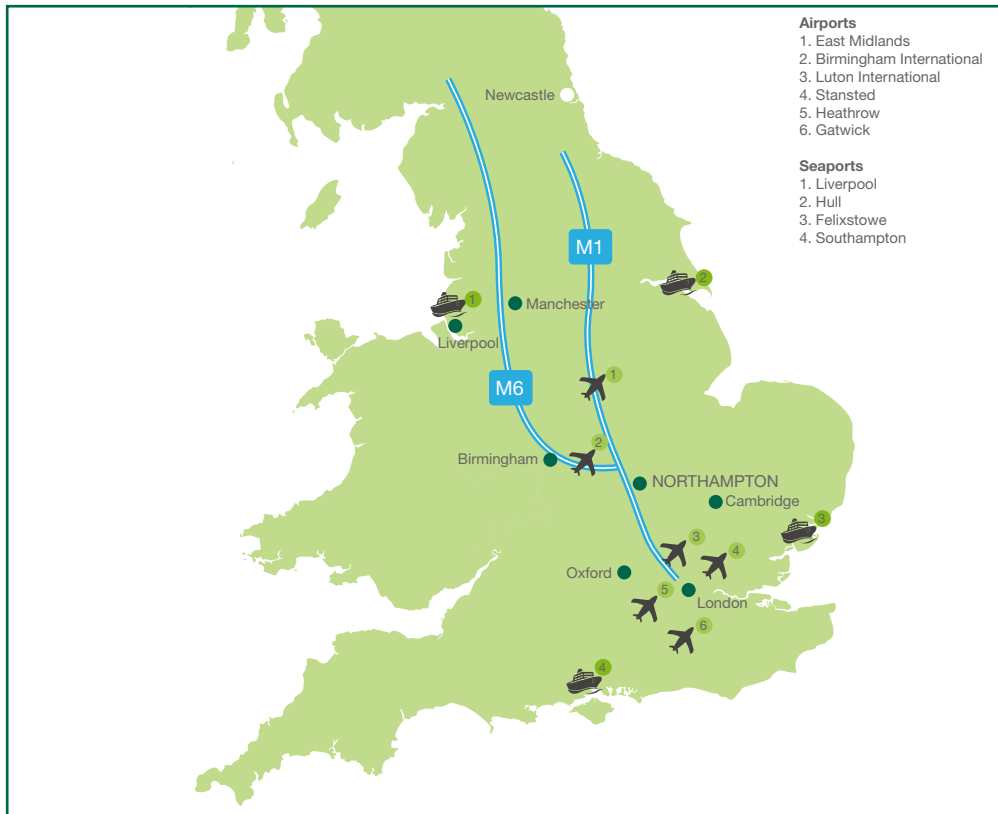 Airports
1. East Midlands
2. Birmingham International
3. Luton International
4. Stansted
5. Heathrow
6. Gatwick
Seaports
1. Liverpool
2. Hull
3. Felixstowe
4. Southampton
Newcastle
M1
2
1
Manchester
Liverpool
1
M6
2
Birmingham
NORTHAMPTON
Cambridge
3
3
4
Oxford
5
London
6
4